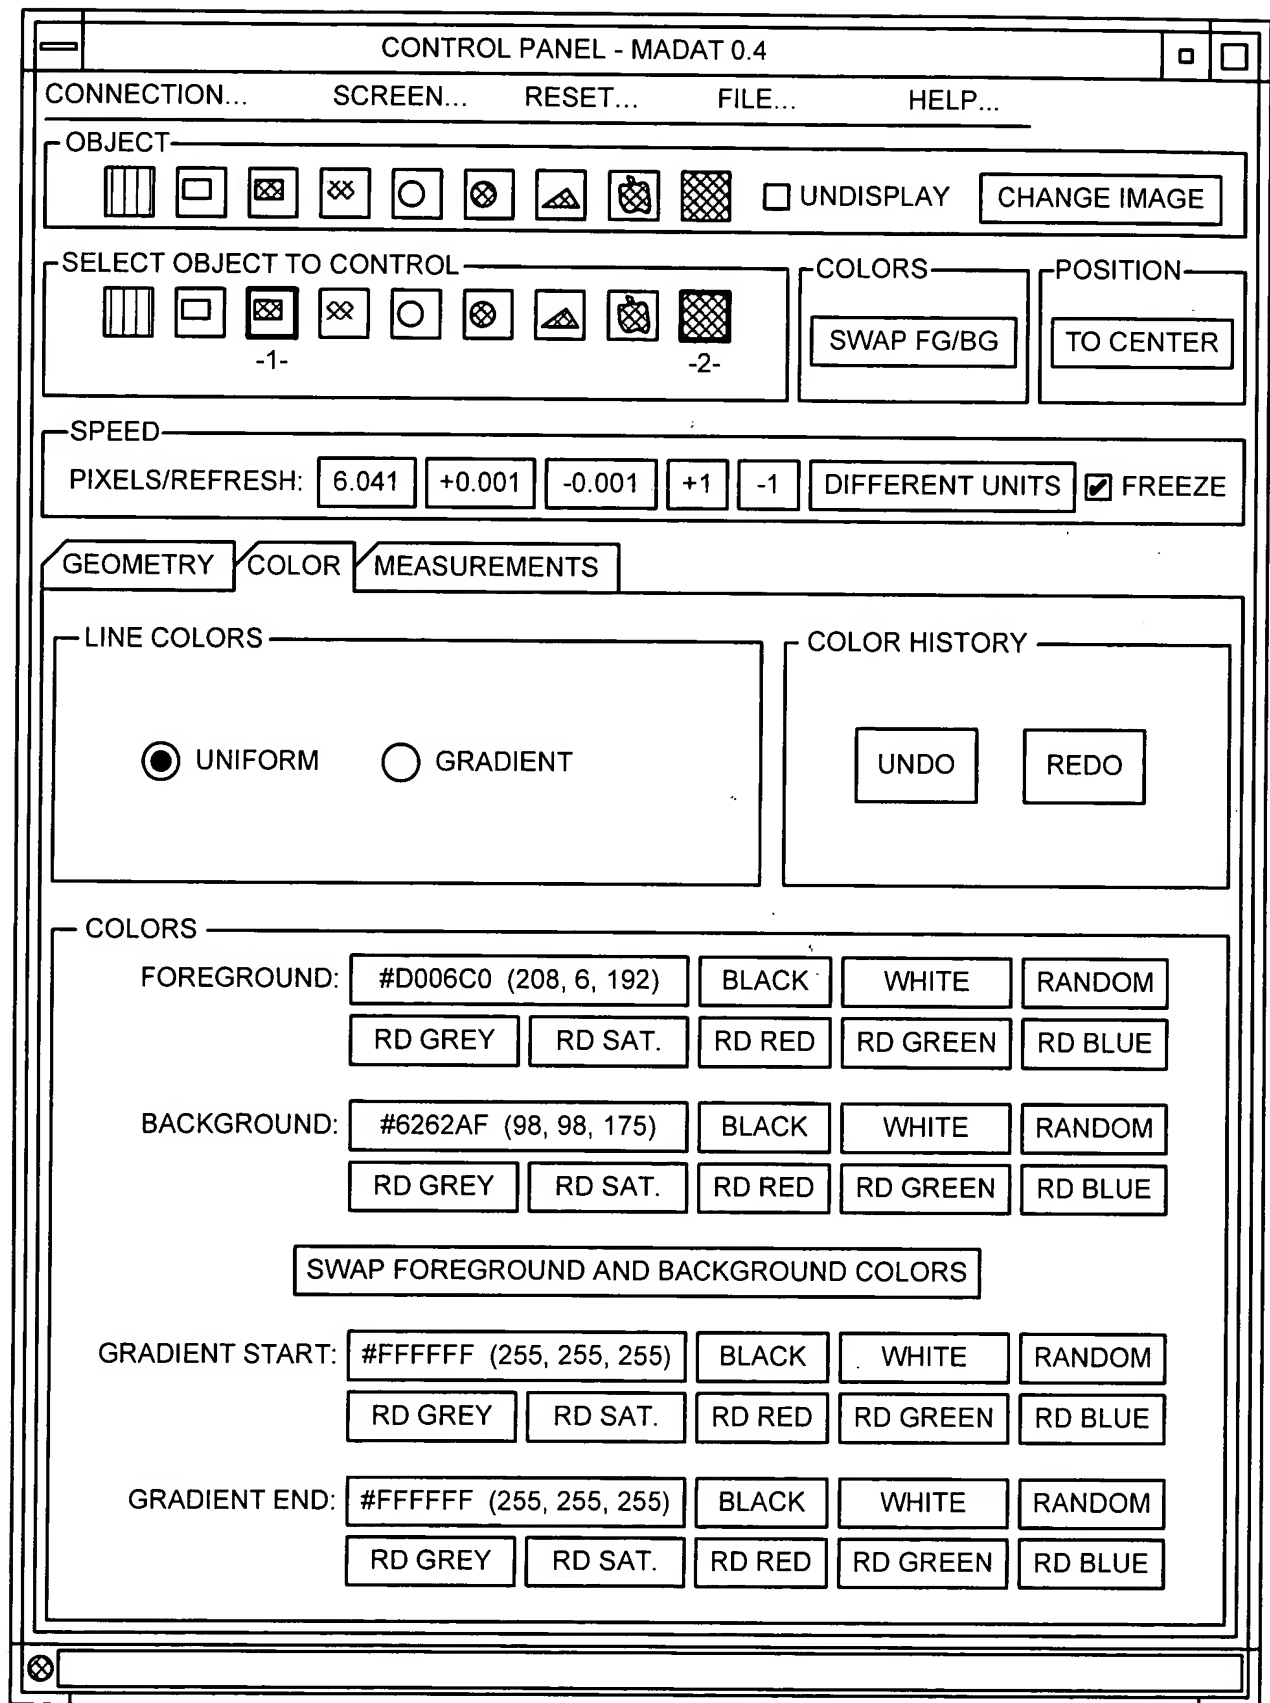 CONTROL PANEL - MADAT 0.4
CONNECTION... SCREEN... RESET... FILE... HELP...
OBJECT
UNDISPLAY CHANGE IMAGE
SELECT OBJECT TO CONTROL COLORS POSITION
SWAP FG/BG TO CENTER
-1- -2-
SPEED
PIXELS/REFRESH: 6.041 +0.001 -0.001 +1 -1 DIFFERENT UNITS FREEZE
GEOMETRY COLOR MEASUREMENTS
LINE COLORS COLOR HISTORY
UNIFORM GRADIENT UNDO REDO
COLORS
FOREGROUND: #D006C0 (208, 6, 192) BLACK WHITE RANDOM
RD GREY RD SAT. RD RED RD GREEN RD BLUE
BACKGROUND: #6262AF (98, 98, 175) BLACK WHITE RANDOM
RD GREY RD SAT. RD RED RD GREEN RD BLUE
SWAP FOREGROUND AND BACKGROUND COLORS
GRADIENT START: #FFFFFF (255, 255, 255) BLACK WHITE RANDOM
RD GREY RD SAT. RD RED RD GREEN RD BLUE
GRADIENT END: #FFFFFF (255, 255, 255) BLACK WHITE RANDOM
RD GREY RD SAT. RD RED RD GREEN RD BLUE